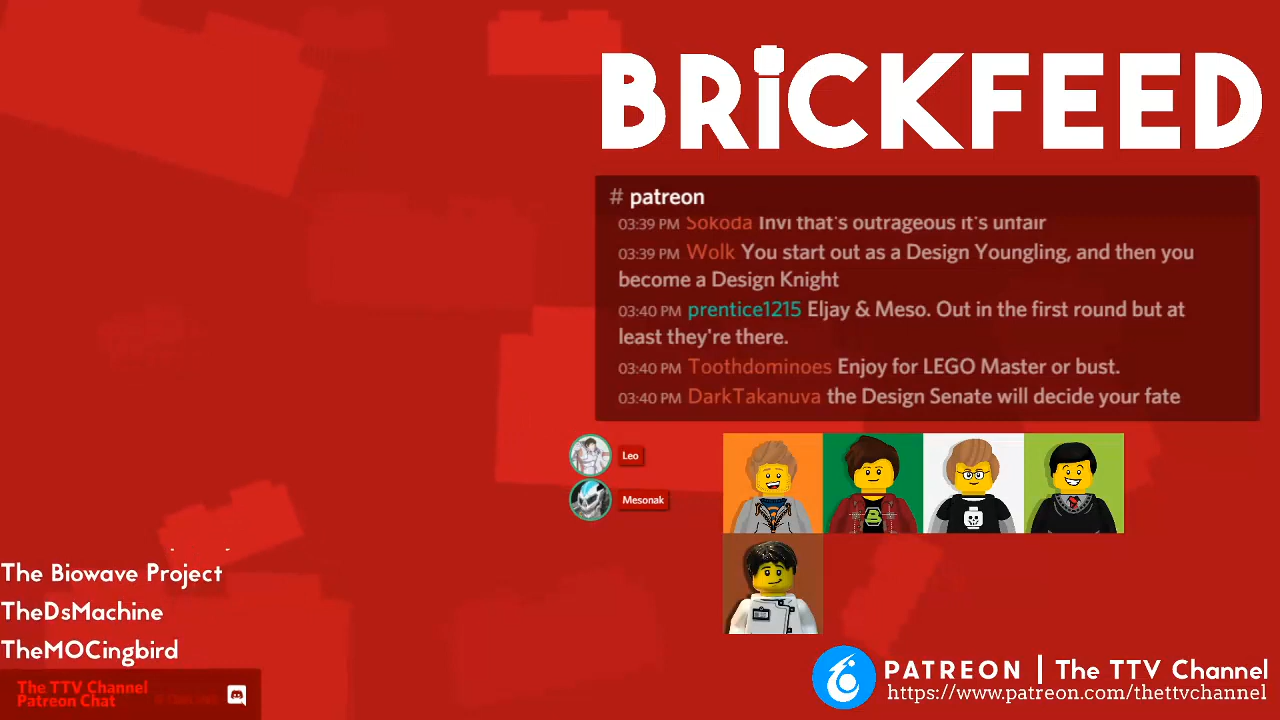 BRiCKFEED
# patreon
03:39 PM Sokoda Invi that's outrageous it's unfair
03:39 PM Wolk You start out as a Design Youngling, and then you
become a Design Knight
03:40 PM prentice1215 Eljay & Meso. Out in the first round but at
least they're there.
03:40 PM Toothdominoes Enjoy for LEGO Master or bust.
03:40 PM DarkTakanuva the Design Senate will decide your fate
Leo
Mesonak
The Biowave Project
TheDsMachine
TheMOCingbird
The TTV Channel
Patreon Chat
PATREON | The TTV Channel
https://www.patreon.com/thettvchannel